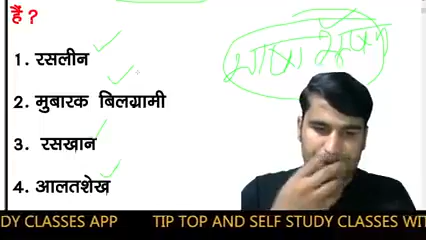 हैं ?
1. रसलीन
2. मुबारक बिलग्रामी
3. रसखान
4. आलतशेख
भाषा भूषण
DY CLASSES APP TIP TOP AND SELF STUDY CLASSES WIT